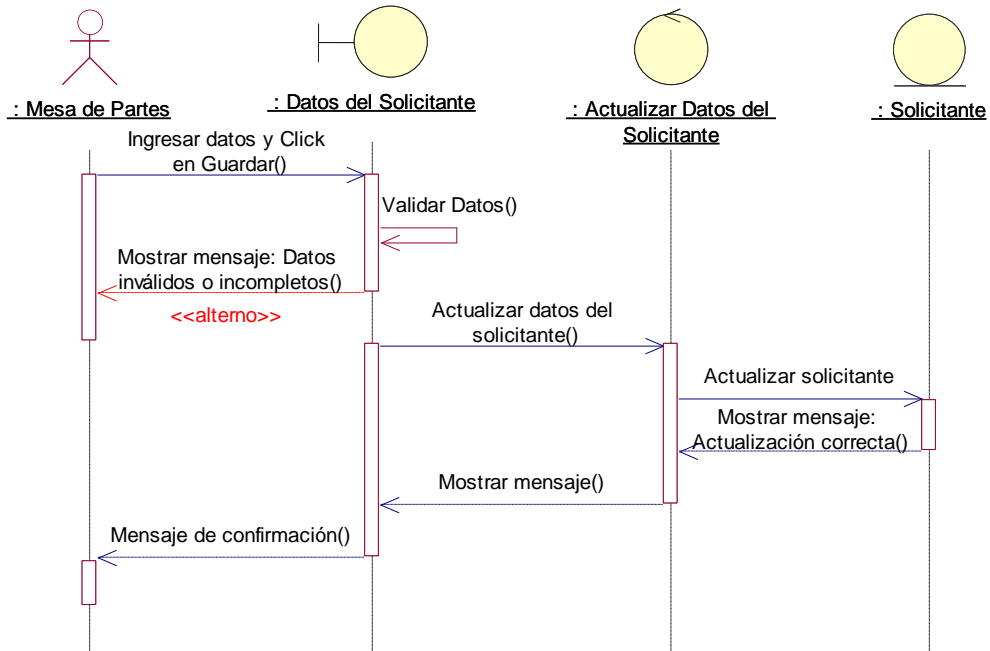 : Mesa de Partes
: Datos del Solicitante
: Actualizar Datos del
Solicitante
: Solicitante
Ingresar datos y Click
en Guardar()
Validar Datos()
Mostrar mensaje: Datos
inválidos o incompletos()
<<alterno>>
Actualizar datos del
solicitante()
Actualizar solicitante
Mostrar mensaje:
Actualización correcta()
Mostrar mensaje()
Mensaje de confirmación()